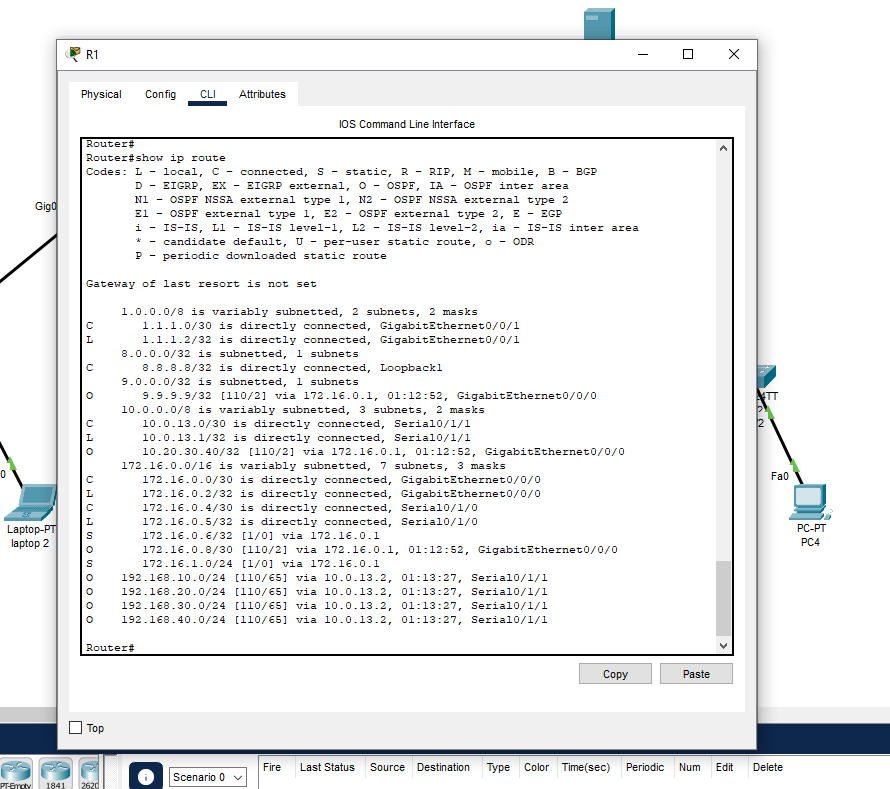 R1
Physical Config CLI Attributes
IOS Command Line Interface
Router#
Router#show ip route
Codes: L - local, C - connected, S - static, R - RIP, M - mobile, B - BGP
D - EIGRP, EX - EIGRP external, O - OSPF, IA - OSPF inter area
N1 - OSPF NSSA external type 1, N2 - OSPF NSSA external type 2
E1 - OSPF external type 1, E2 - OSPF external type 2, E - EGP
i - IS-IS, L1 - IS-IS level-1, L2 - IS-IS level-2, ia - IS-IS inter area
* - candidate default, U - per-user static route, o - ODR
P - periodic downloaded static route
Gateway of last resort is not set
1.0.0.0/8 is variably subnetted, 2 subnets, 2 masks
C 1.1.1.0/30 is directly connected, GigabitEthernet0/0/1
L 1.1.1.2/32 is directly connected, GigabitEthernet0/0/1
8.0.0.0/32 is subnetted, 1 subnets
C 8.8.8.8/32 is directly connected, Loopback1
9.0.0.0/32 is subnetted, 1 subnets
O 9.9.9.9/32 [110/2] via 172.16.0.1, 01:12:52, GigabitEthernet0/0/0
10.0.0.0/8 is variably subnetted, 3 subnets, 2 masks
C 10.0.13.0/30 is directly connected, Serial0/1/1
L 10.0.13.1/32 is directly connected, Serial0/1/1
O 10.20.30.40/32 [110/2] via 172.16.0.1, 01:12:52, GigabitEthernet0/0/0
172.16.0.0/16 is variably subnetted, 7 subnets, 3 masks
C 172.16.0.0/30 is directly connected, GigabitEthernet0/0/0
L 172.16.0.2/32 is directly connected, GigabitEthernet0/0/0
C 172.16.0.4/30 is directly connected, Serial0/1/0
L 172.16.0.5/32 is directly connected, Serial0/1/0
S 172.16.0.6/32 [1/0] via 172.16.0.1
O 172.16.0.8/30 [110/2] via 172.16.0.1, 01:12:52, GigabitEthernet0/0/0
S 172.16.1.0/24 [1/0] via 172.16.0.1
O 192.168.10.0/24 [110/65] via 10.0.13.2, 01:13:27, Serial0/1/1
O 192.168.20.0/24 [110/65] via 10.0.13.2, 01:13:27, Serial0/1/1
O 192.168.30.0/24 [110/65] via 10.0.13.2, 01:13:27, Serial0/1/1
O 192.168.40.0/24 [110/65] via 10.0.13.2, 01:13:27, Serial0/1/1
Router#
Copy Paste
Top
Gig0
Laptop-PT
laptop 2
Fa0
PC-PT
PC4
PT-Empty 1841 2620
Scenario 0
Fire Last Status Source Destination Type Color Time(sec) Periodic Num Edit Delete